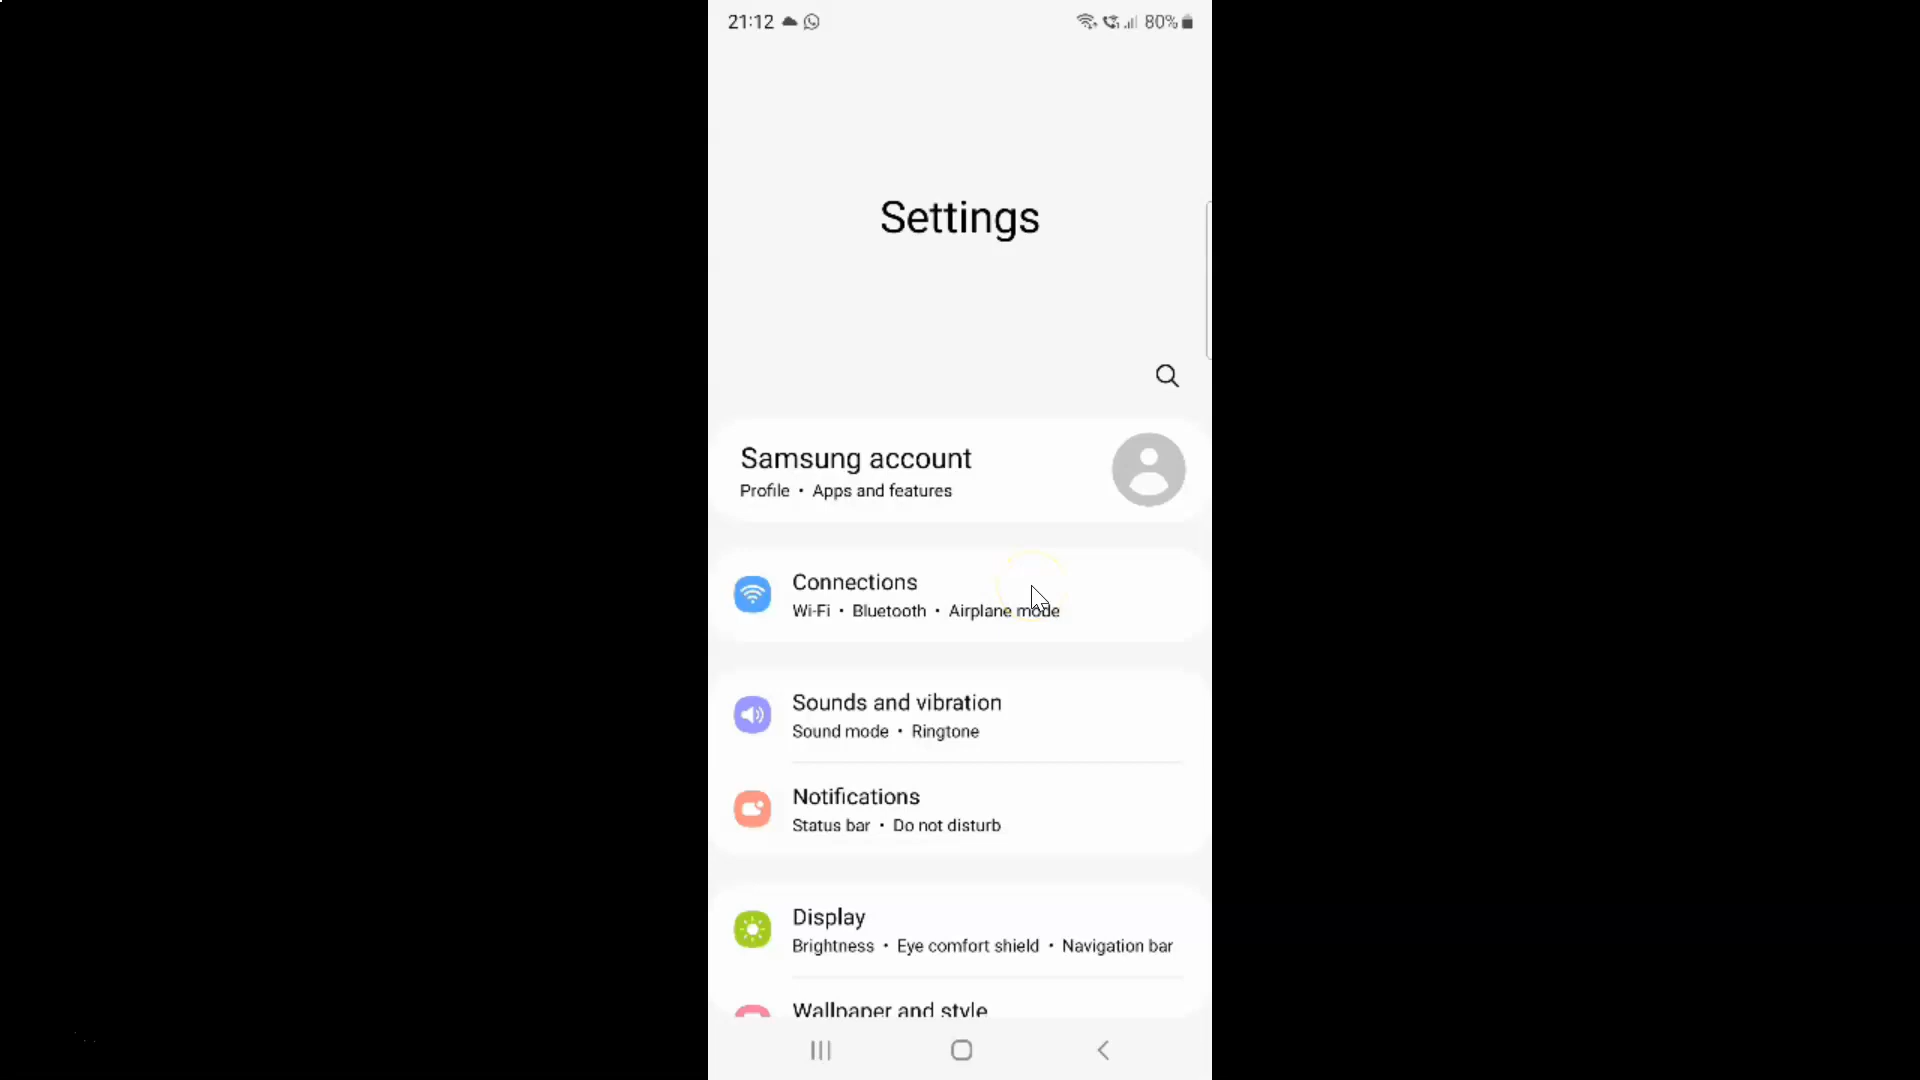 21:12
80%
Settings
Samsung account
Profile • Apps and features
Connections
Wi-Fi • Bluetooth • Airplane mode
Sounds and vibration
Sound mode • Ringtone
Notifications
Status bar • Do not disturb
Display
Brightness • Eye comfort shield • Navigation bar
Wallpaper and style